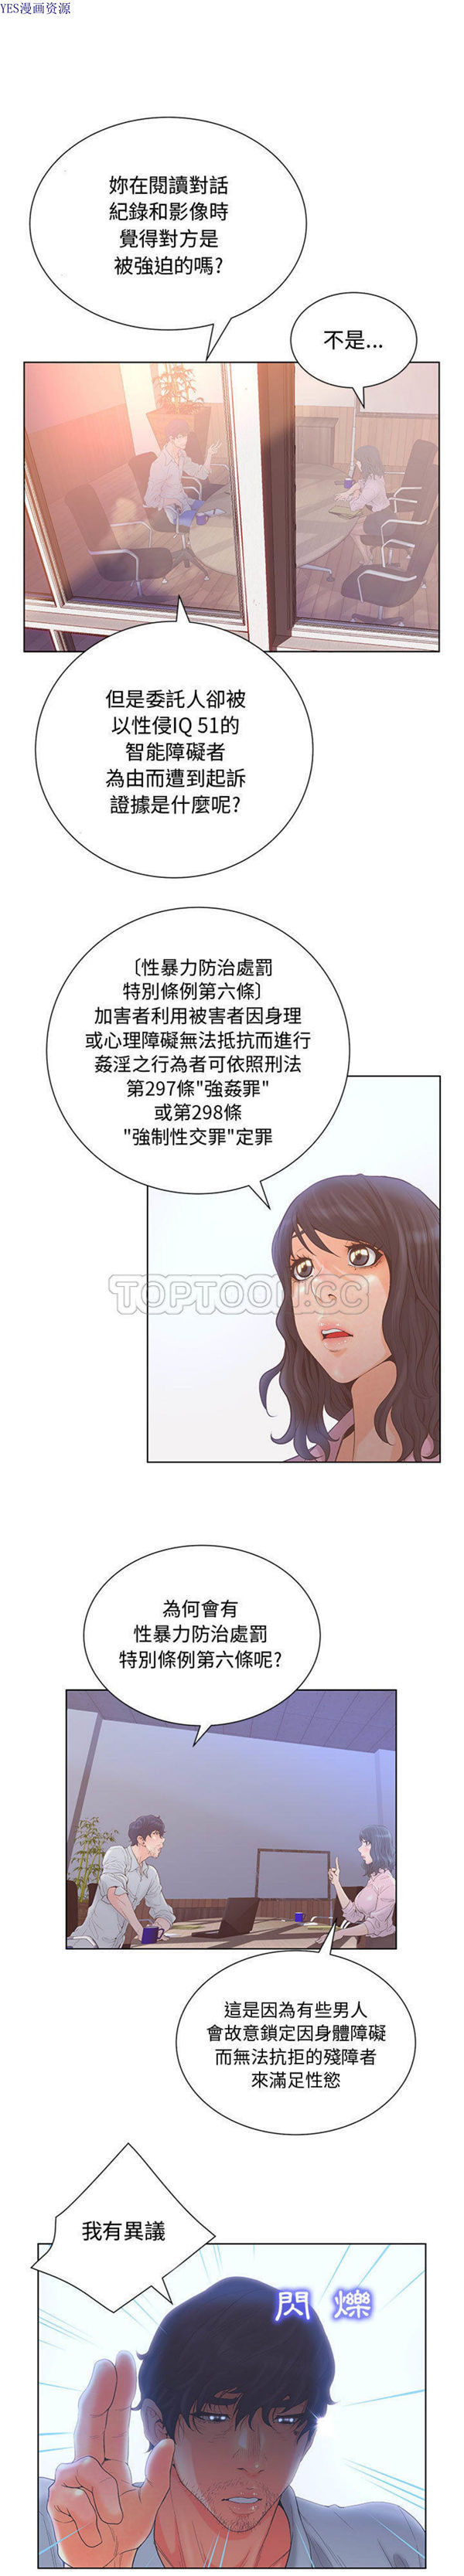 YES漫画资源
妳在閱讀對話
紀錄和影像時
覺得對方是
被強迫的嗎?
不是...
但是委託人卻被
以性侵IQ 51的
智能障礙者
為由而遭到起訴
證據是什麼呢?
〔性暴力防治處罰
特別條例第六條〕
加害者利用被害者因身理
或心理障礙無法抵抗而進行
姦淫之行為者可依照刑法
第297條"強姦罪"
或第298條
"強制性交罪"定罪
TOPTOON.CC
為何會有
性暴力防治處罰
特別條例第六條呢?
這是因為有些男人
會故意鎖定因身體障礙
而無法抗拒的殘障者
來滿足性慾
我有異議
閃爍